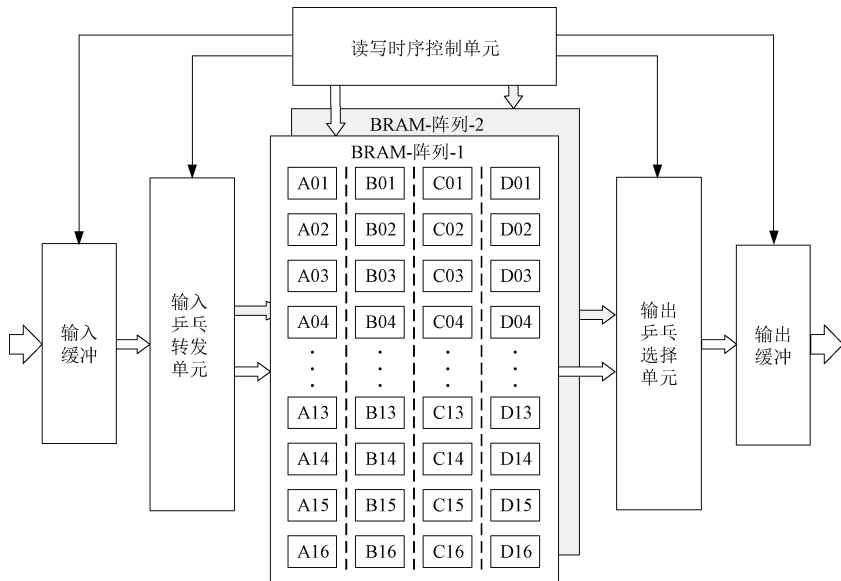 读写时序控制单元
BRAM-阵列-2
BRAM-阵列-1
A01 B01 C01 D01
A02 B02 C02 D02
A03 B03 C03 D03
A04 B04 C04 D04
A13 B13 C13 D13
A14 B14 C14 D14
A15 B15 C15 D15
A16 B16 C16 D16
输入
缓冲
输入
乒乓
转发
单元
输出
乒乓
选择
单元
输出
缓冲